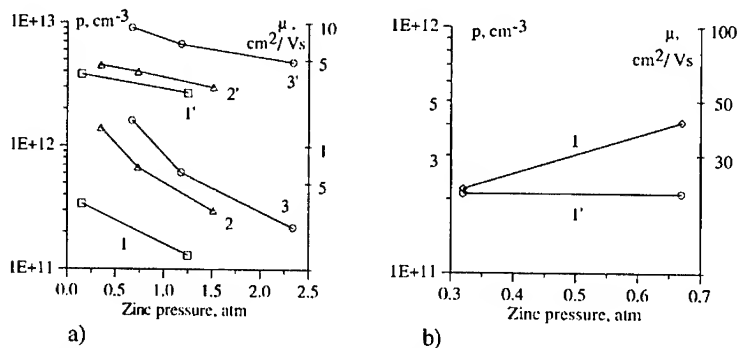 1E+13
p, cm-3
μ,
cm2/Vs
10
5
3'
2'
1'
1E+12
1
5
3
2
1
1E+11
0.0 0.5 1.0 1.5 2.0 2.5
Zinc pressure, atm
a)
1E+12
p, cm-3
μ,
cm2/Vs
100
5
50
1
3
30
1'
1E+11
0.3 0.4 0.5 0.6 0.7
Zinc pressure, atm
b)